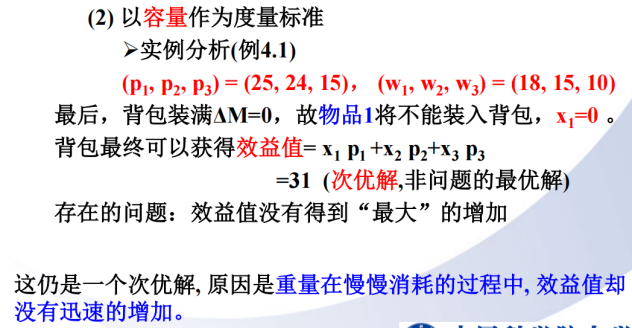 (2) 以容量作为度量标准
➢实例分析(例4.1)
(p₁, p₂, p₃) = (25, 24, 15)， (w₁, w₂, w₃) = (18, 15, 10)
最后，背包装满ΔM=0，故物品1将不能装入背包，x₁=0 。
背包最终可以获得效益值= x₁ p₁ +x₂ p₂+x₃ p₃
=31 (次优解,非问题的最优解)
存在的问题：效益值没有得到“最大”的增加
这仍是一个次优解, 原因是重量在慢慢消耗的过程中, 效益值却
没有迅速的增加。